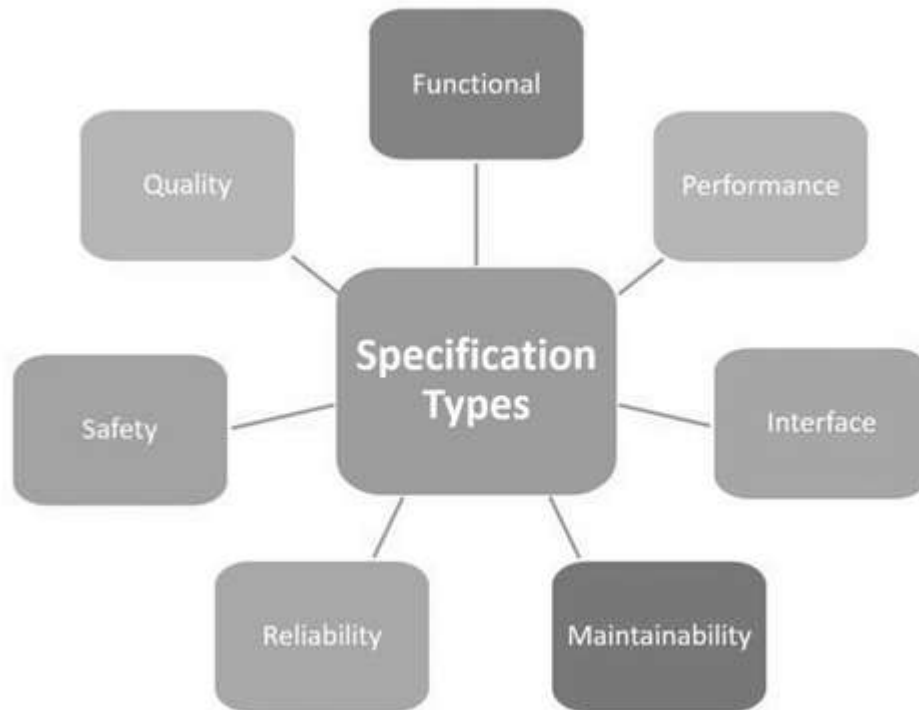 Functional
Quality
Performance
Specification
Types
Safety
Interface
Reliability
Maintainability